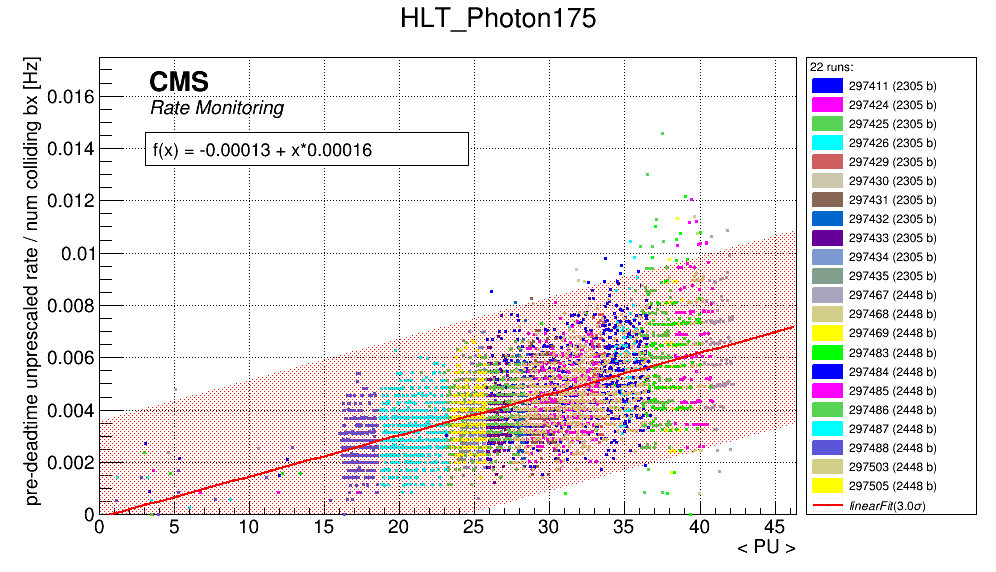 HLT_Photon175
pre-deadtime unprescaled rate / num colliding bx [Hz]
CMS
Rate Monitoring
f(x) = -0.00013 + x*0.00016
0.016
0.014
0.012
0.01
0.008
0.006
0.004
0.002
0
0 5 10 15 20 25 30 35 40 45
< PU >
22 runs:
297411 (2305 b)
297424 (2305 b)
297425 (2305 b)
297426 (2305 b)
297429 (2305 b)
297430 (2305 b)
297431 (2305 b)
297432 (2305 b)
297433 (2305 b)
297434 (2305 b)
297435 (2305 b)
297467 (2448 b)
297468 (2448 b)
297469 (2448 b)
297483 (2448 b)
297484 (2448 b)
297485 (2448 b)
297486 (2448 b)
297487 (2448 b)
297488 (2448 b)
297503 (2448 b)
297505 (2448 b)
linearFit(3.0σ)